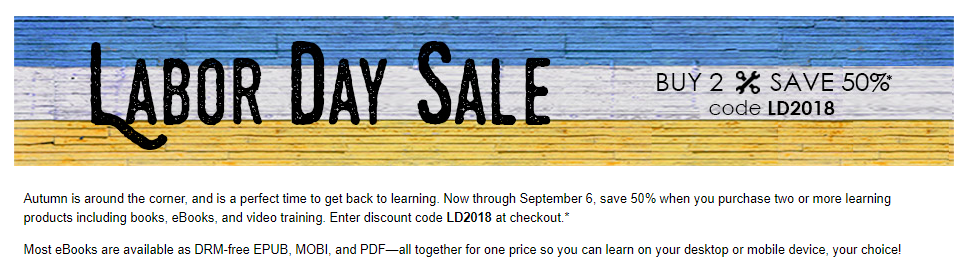 LABOR DAY SALE
BUY 2 SAVE 50%*
code LD2018
Autumn is around the corner, and is a perfect time to get back to learning. Now through September 6, save 50% when you purchase two or more learning
products including books, eBooks, and video training. Enter discount code LD2018 at checkout.*
Most eBooks are available as DRM-free EPUB, MOBI, and PDF—all together for one price so you can learn on your desktop or mobile device, your choice!